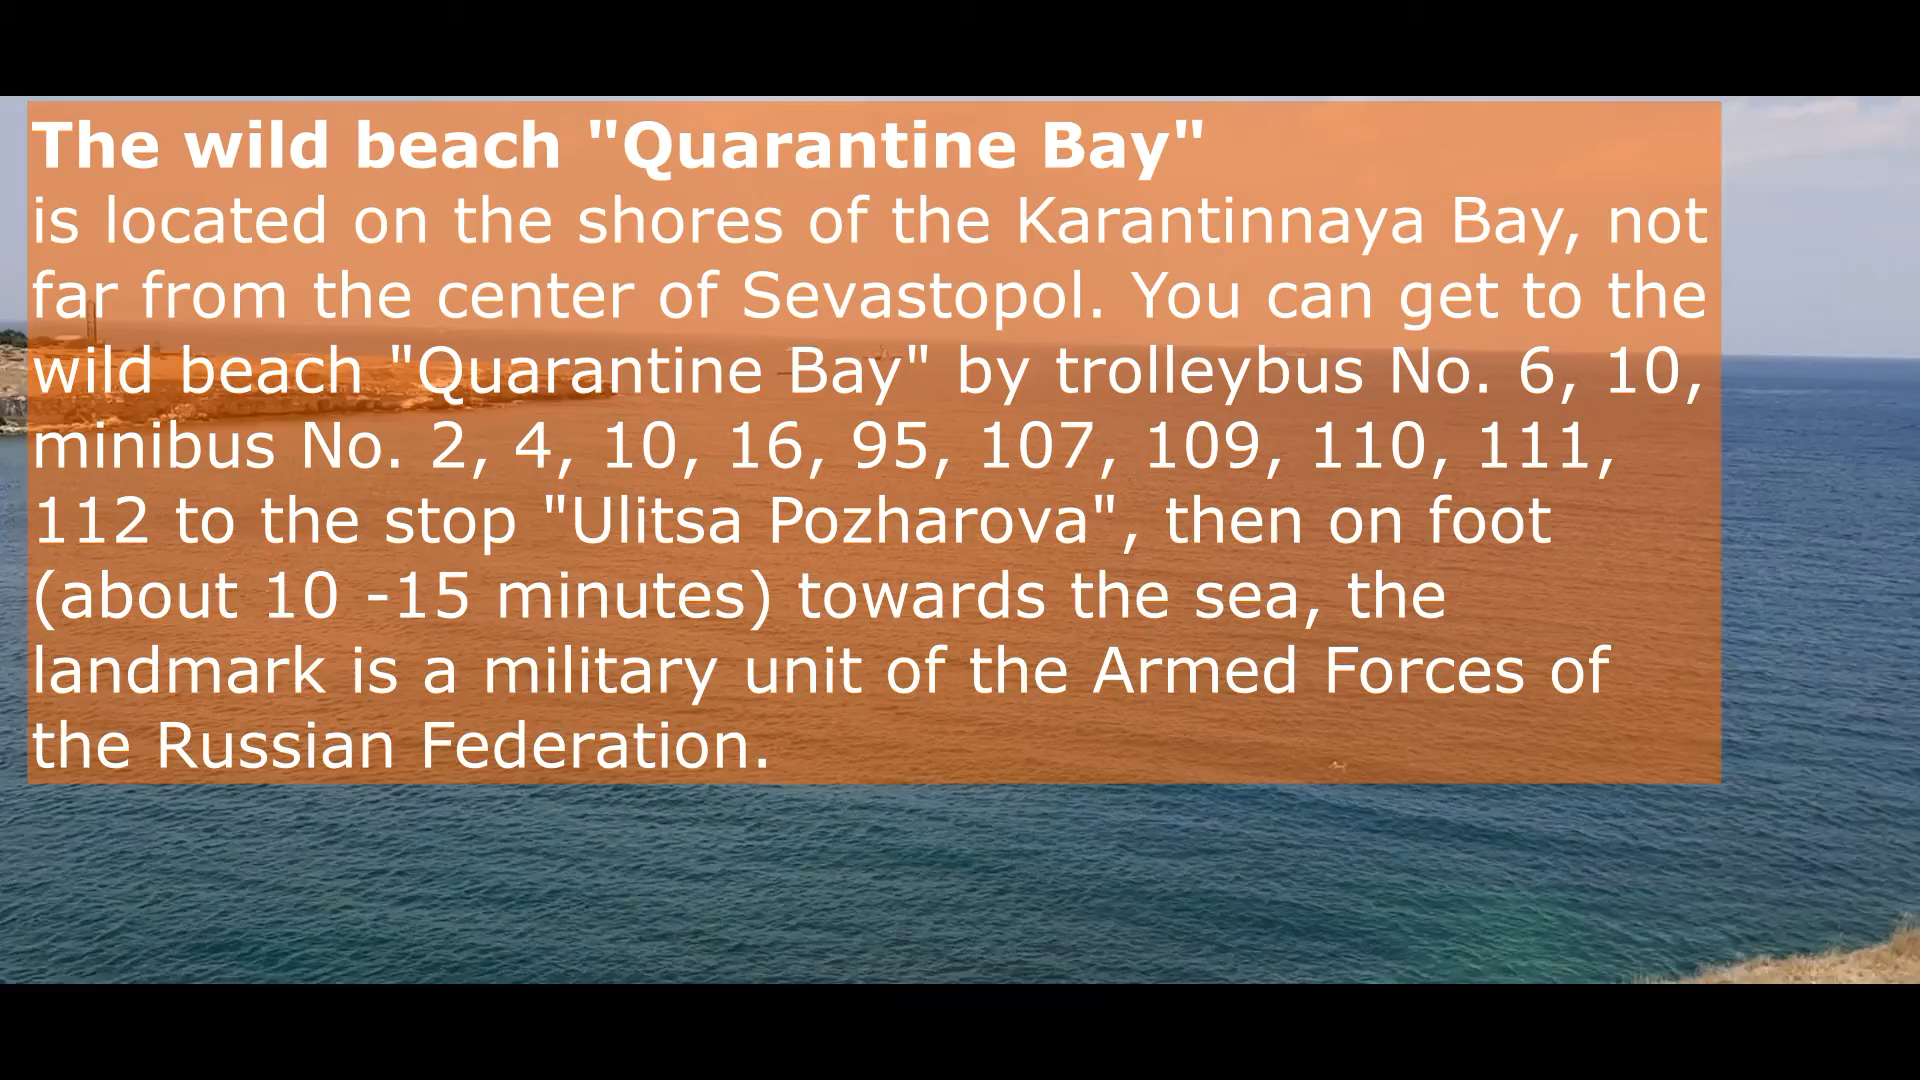 The wild beach "Quarantine Bay"
is located on the shores of the Karantinnaya Bay, not
far from the center of Sevastopol. You can get to the
wild beach "Quarantine Bay" by trolleybus No. 6, 10,
minibus No. 2, 4, 10, 16, 95, 107, 109, 110, 111,
112 to the stop "Ulitsa Pozharova", then on foot
(about 10 -15 minutes) towards the sea, the
landmark is a military unit of the Armed Forces of
the Russian Federation.